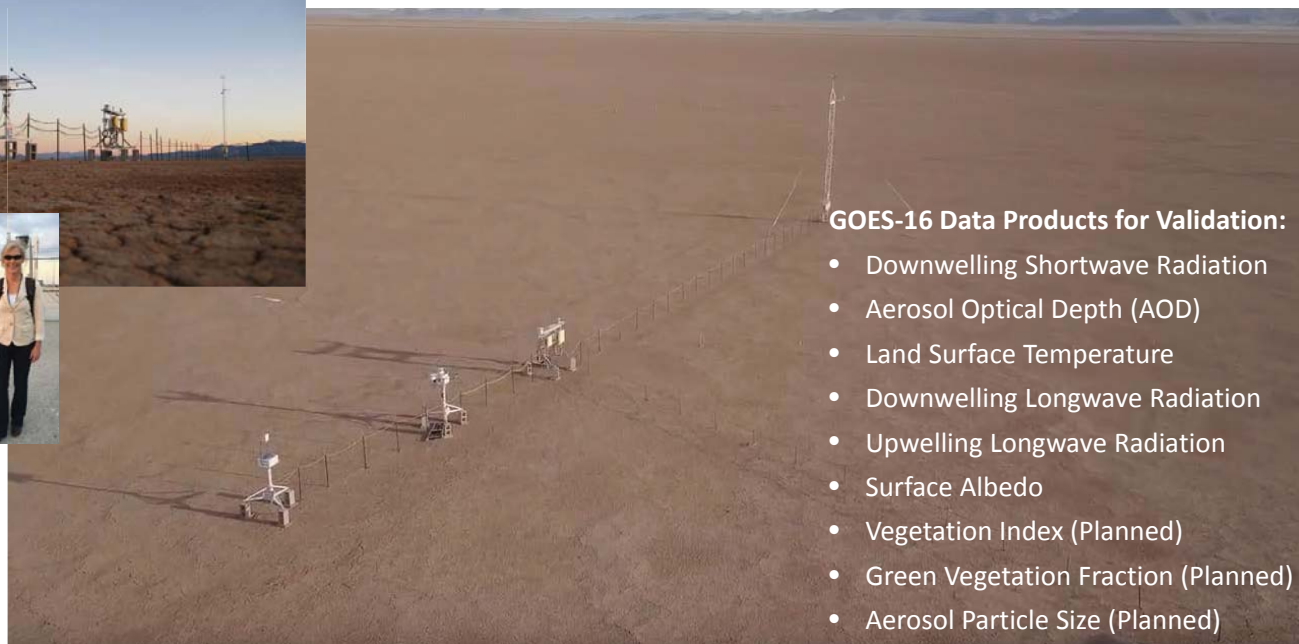 GOES-16 Data Products for Validation:
• Downwelling Shortwave Radiation
• Aerosol Optical Depth (AOD)
• Land Surface Temperature
• Downwelling Longwave Radiation
• Upwelling Longwave Radiation
• Surface Albedo
• Vegetation Index (Planned)
• Green Vegetation Fraction (Planned)
• Aerosol Particle Size (Planned)